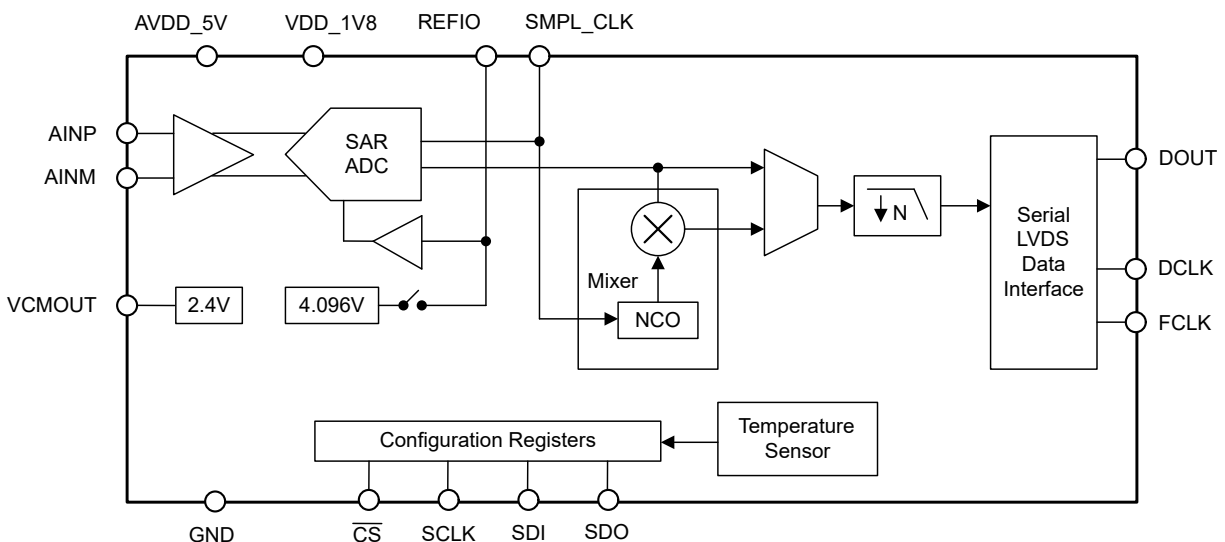 AVDD_5V
VDD_1V8
REFIO
SMPL_CLK
AINP
AINM
SAR
ADC
DOUT
N
Serial
LVDS
Data
Interface
Mixer
VCMOUT
2.4V
4.096V
NCO
DCLK
FCLK
Configuration Registers
Temperature
Sensor
GND
CS
SCLK
SDI
SDO